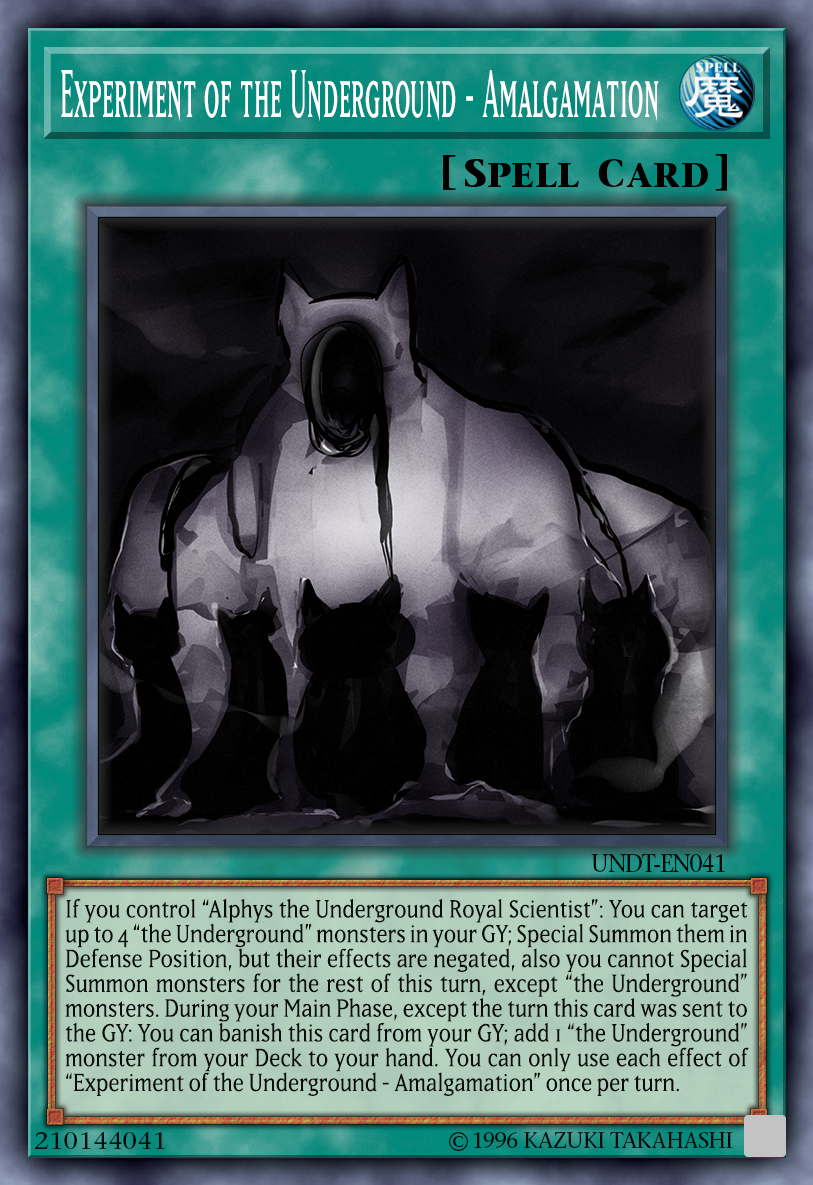 Experiment of the Underground - Amalgamation
SPELL
魔
[Spell Card]
UNDT-EN041
If you control “Alphys the Underground Royal Scientist”: You can target
up to 4 “the Underground” monsters in your GY; Special Summon them in
Defense Position, but their effects are negated, also you cannot Special
Summon monsters for the rest of this turn, except “the Underground”
monsters. During your Main Phase, except the turn this card was sent to
the GY: You can banish this card from your GY; add 1 “the Underground”
monster from your Deck to your hand. You can only use each effect of
“Experiment of the Underground - Amalgamation” once per turn.
210144041
© 1996 KAZUKI TAKAHASHI